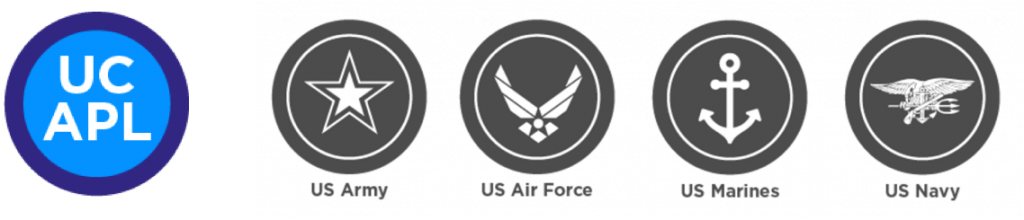 UC
APL
US Army
US Air Force
US Marines
US Navy